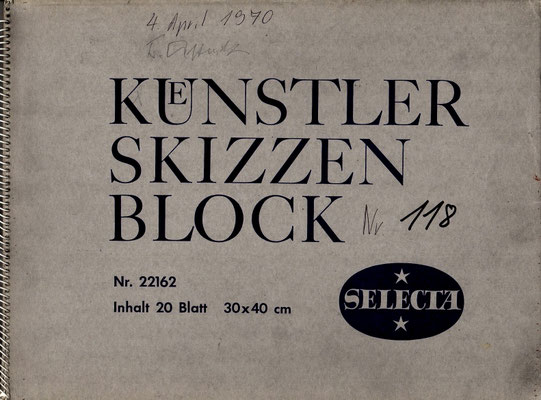 4. April 1970
KUENSTLER
SKIZZEN
BLOCK Nr. 118
Nr. 22162
Inhalt 20 Blatt 30x40 cm
SELECTA